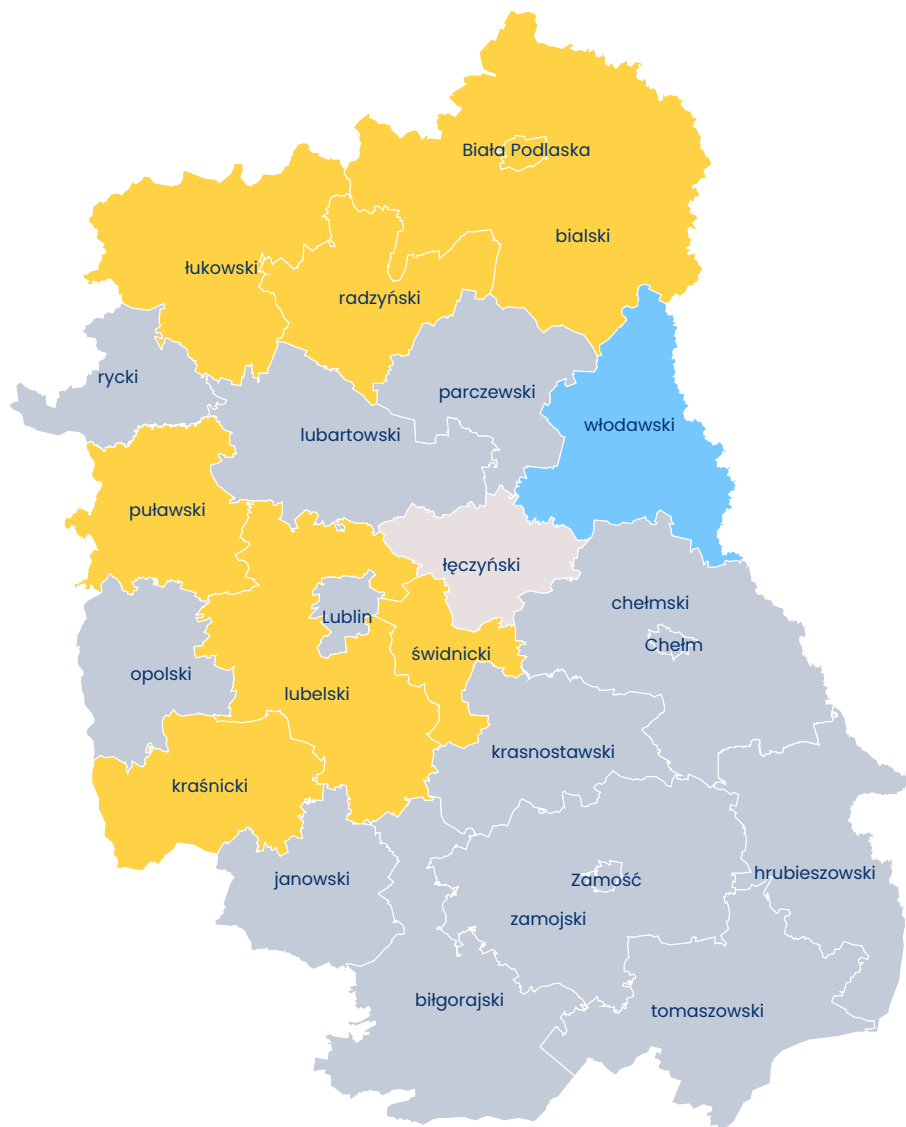 Biała Podlaska
bialski
łukowski
radzyński
rycki
parczewski
włodawski
lubartowski
puławski
łęczyński
chełmski
Lublin
Chełm
świdnicki
opolski
lubelski
krasnostawski
kraśnicki
hrubieszowski
janowski
Zamość
zamojski
biłgorajski
tomaszowski